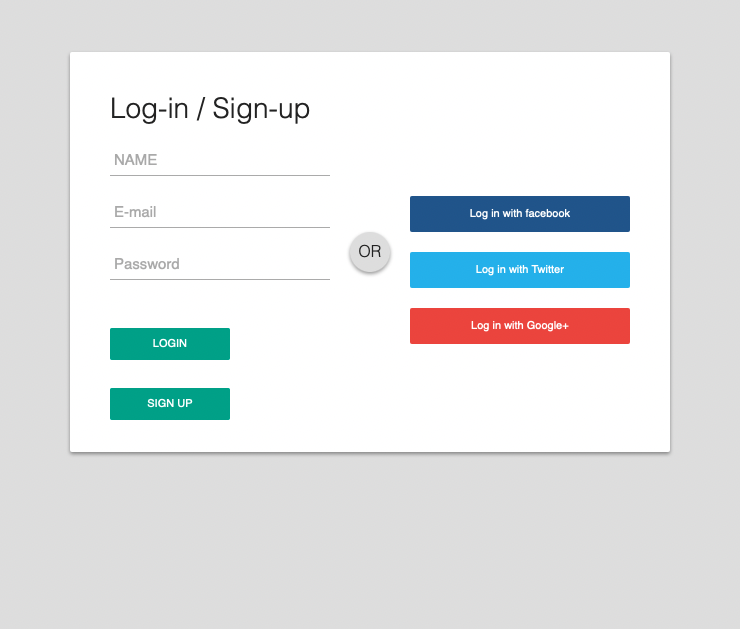 Log-in / Sign-up
NAME
E-mail
Password
LOGIN
SIGN UP
OR
Log in with facebook
Log in with Twitter
Log in with Google+